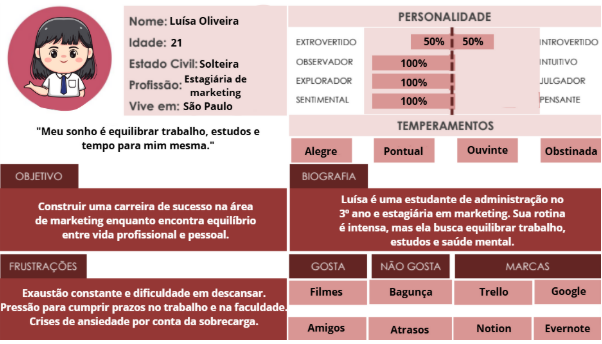 Nome: Luísa Oliveira
Idade: 21
Estado Civil: Solteira
Profissão: Estagiária de
marketing
Vive em: São Paulo
"Meu sonho é equilibrar trabalho, estudos e
tempo para mim mesma."
OBJETIVO
Construir uma carreira de sucesso na área
de marketing enquanto encontra equilíbrio
entre vida profissional e pessoal.
FRUSTRAÇÕES
Exaustão constante e dificuldade em descansar.
Pressão para cumprir prazos no trabalho e na faculdade.
Crises de ansiedade por conta da sobrecarga.
PERSONALIDADE
EXTROVERTIDO 50% 50% INTROVERTIDO
OBSERVADOR 100% INTUITIVO
EXPLORADOR 100% JULGADOR
SENTIMENTAL 100% PENSANTE
TEMPERAMENTOS
Alegre Pontual Ouvinte Obstinada
BIOGRAFIA
Luísa é uma estudante de administração no
3º ano e estagiária em marketing. Sua rotina
é intensa, mas ela busca equilibrar trabalho,
estudos e saúde mental.
GOSTA NÃO GOSTA MARCAS
Filmes Bagunça Trello Google
Amigos Atrasos Notion Evernote